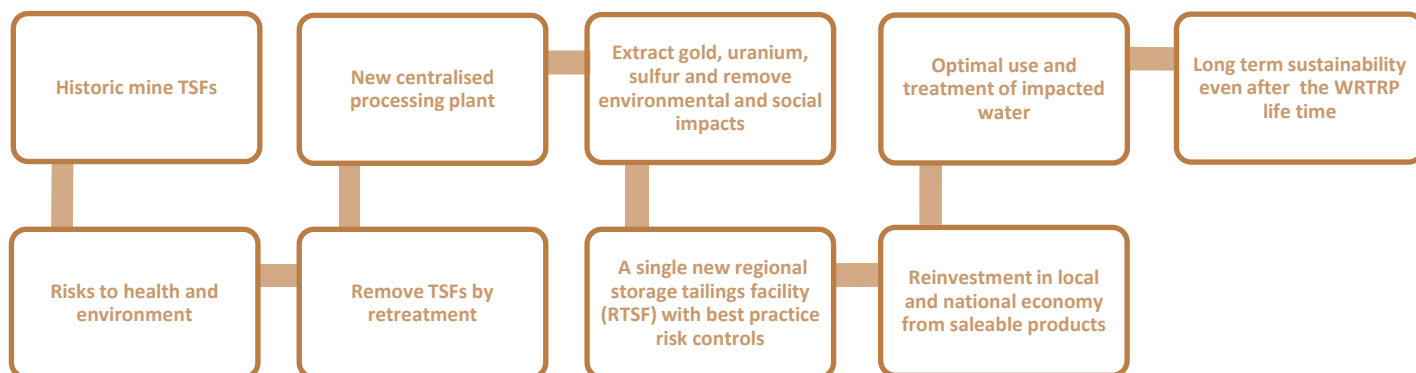 Historic mine TSFs
Risks to health and
environment
Remove TSFs by
retreatment
New centralised
processing plant
Extract gold, uranium,
sulfur and remove
environmental and social
impacts
A single new regional
storage tailings facility
(RTSF) with best practice
risk controls
Reinvestment in local
and national economy
from saleable products
Optimal use and
treatment of impacted
water
Long term sustainability
even after the WRTRP
life time